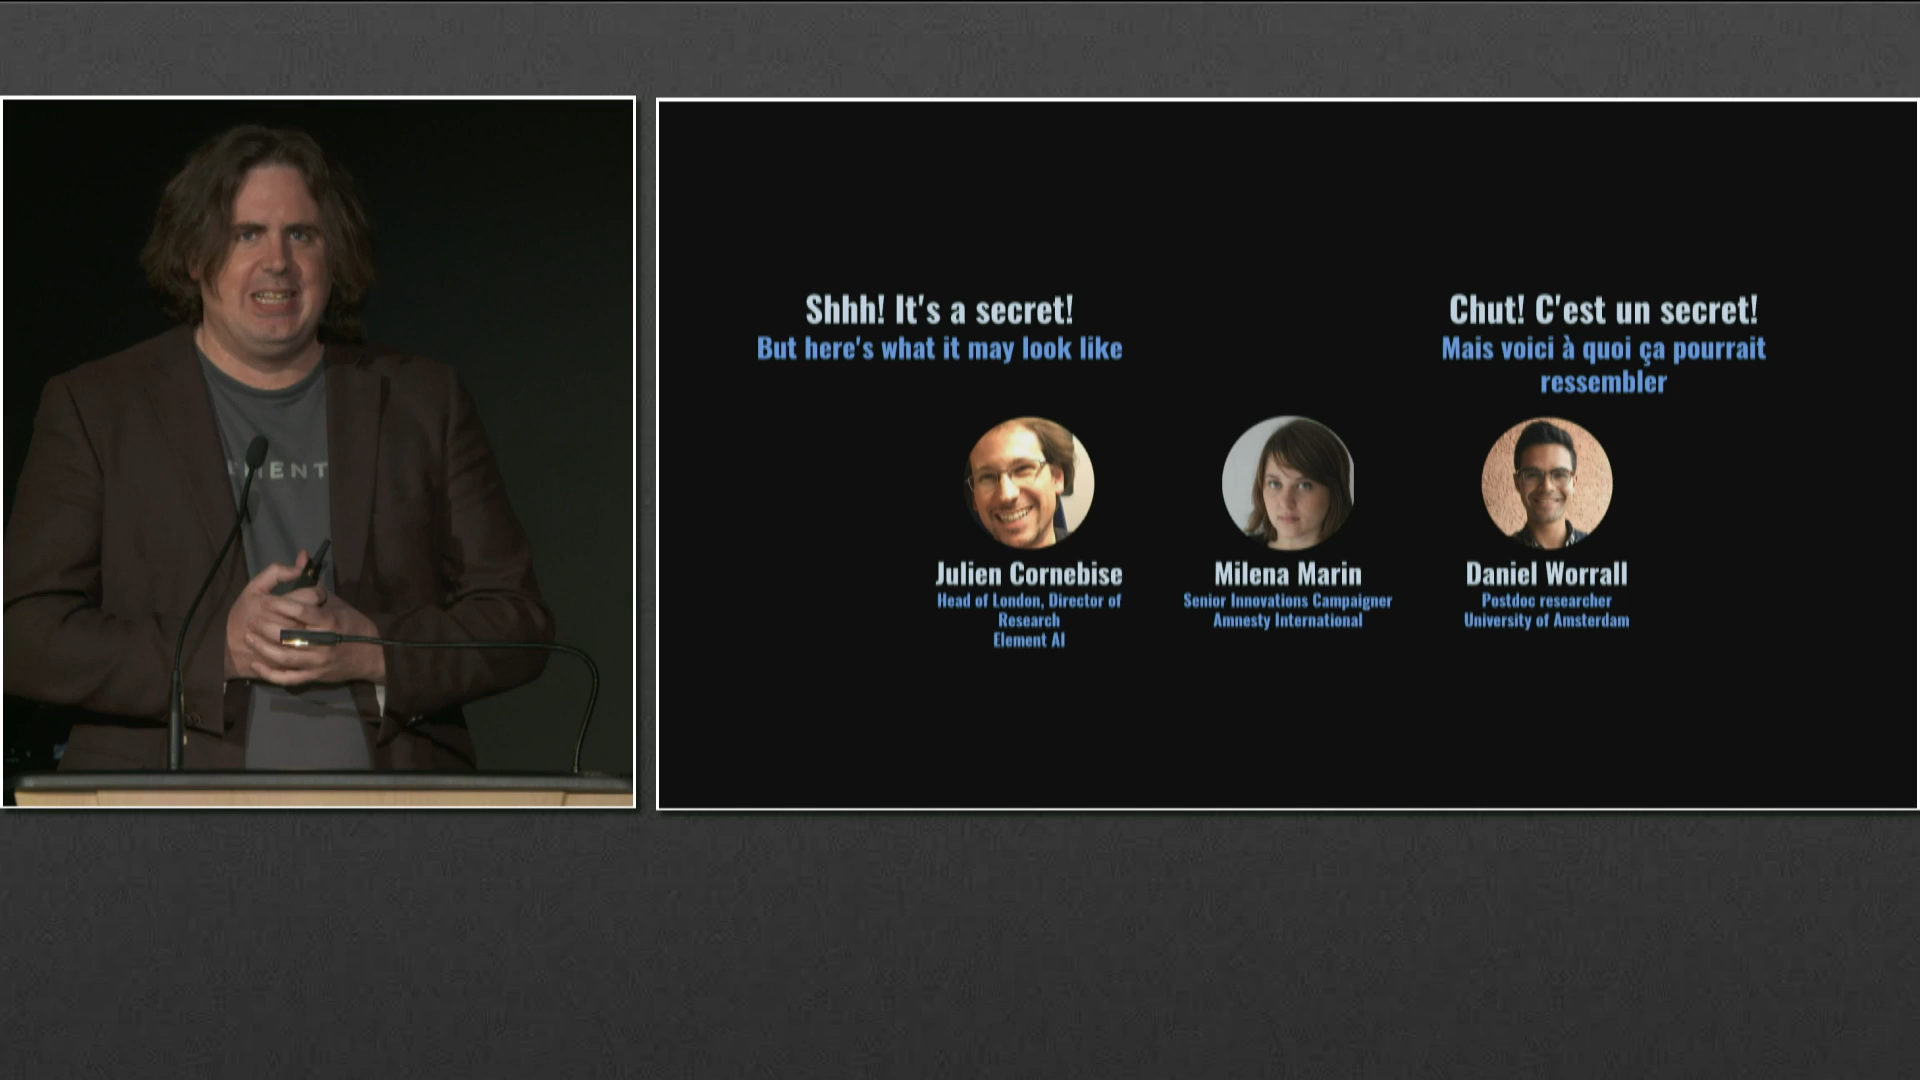 Shhh! It's a secret!
But here's what it may look like
Chut! C'est un secret!
Mais voici à quoi ça pourrait
ressembler
Julien Cornebise
Head of London, Director of
Research
Element AI
Milena Marin
Senior Innovations Campaigner
Amnesty International
Daniel Worrall
Postdoc researcher
University of Amsterdam